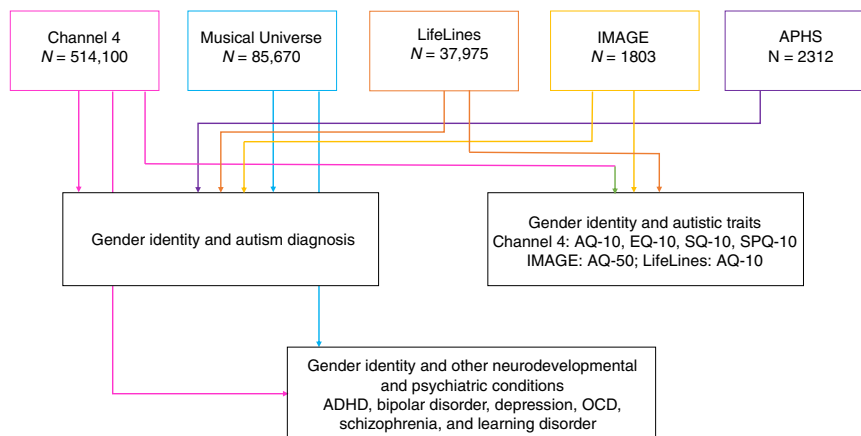 Channel 4
N = 514,100
Musical Universe
N = 85,670
LifeLines
N = 37,975
IMAGE
N = 1803
APHS
N = 2312
Gender identity and autism diagnosis
Gender identity and autistic traits
Channel 4: AQ-10, EQ-10, SQ-10, SPQ-10
IMAGE: AQ-50; LifeLines: AQ-10
Gender identity and other neurodevelopmental
and psychiatric conditions
ADHD, bipolar disorder, depression, OCD,
schizophrenia, and learning disorder